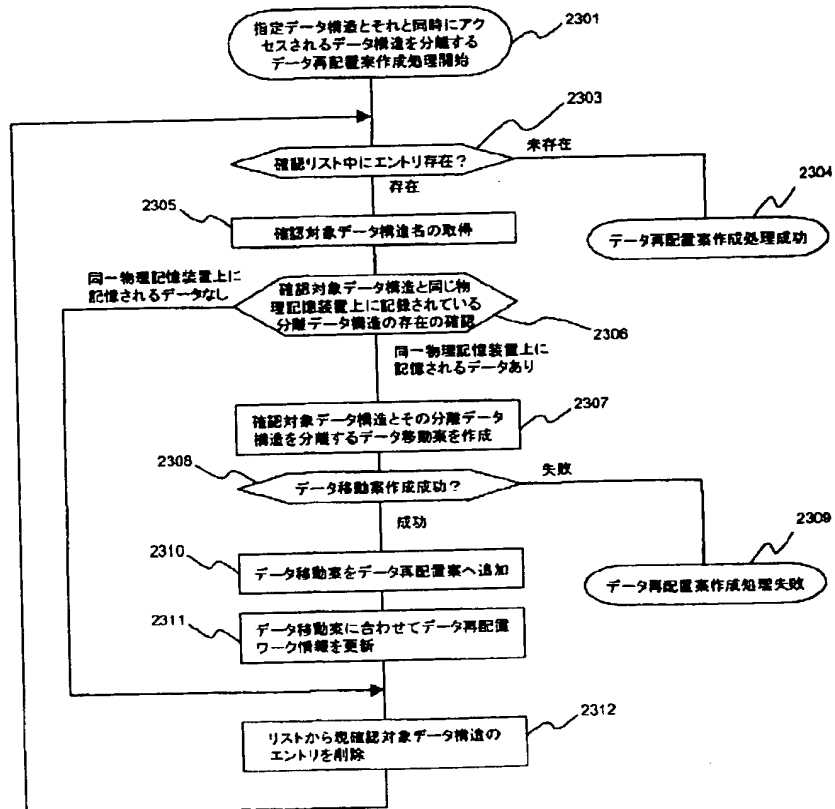 指定データ構造とそれと同時にアク
セスされるデータ構造を分離する
データ再配置案作成処理開始
2301
2303
確認リスト中にエントリ存在?
未存在
存在
2304
データ再配置案作成処理成功
2305
確認対象データ構造名の取得
同一物理記憶装置上に
記憶されるデータなし
確認対象データ構造と同じ物
理記憶装置上に記録されている
分離データ構造の存在の確認
2306
同一物理記憶装置上に
記憶されるデータあり
2307
確認対象データ構造とその分離データ
構造を分離するデータ移動案を作成
2308
データ移動案作成成功?
失敗
成功
2309
データ再配置案作成処理失敗
2310
データ移動案をデータ再配置案へ追加
2311
データ移動案に合わせてデータ再配置
ワーク情報を更新
2312
リストから現確認対象データ構造の
エントリを削除